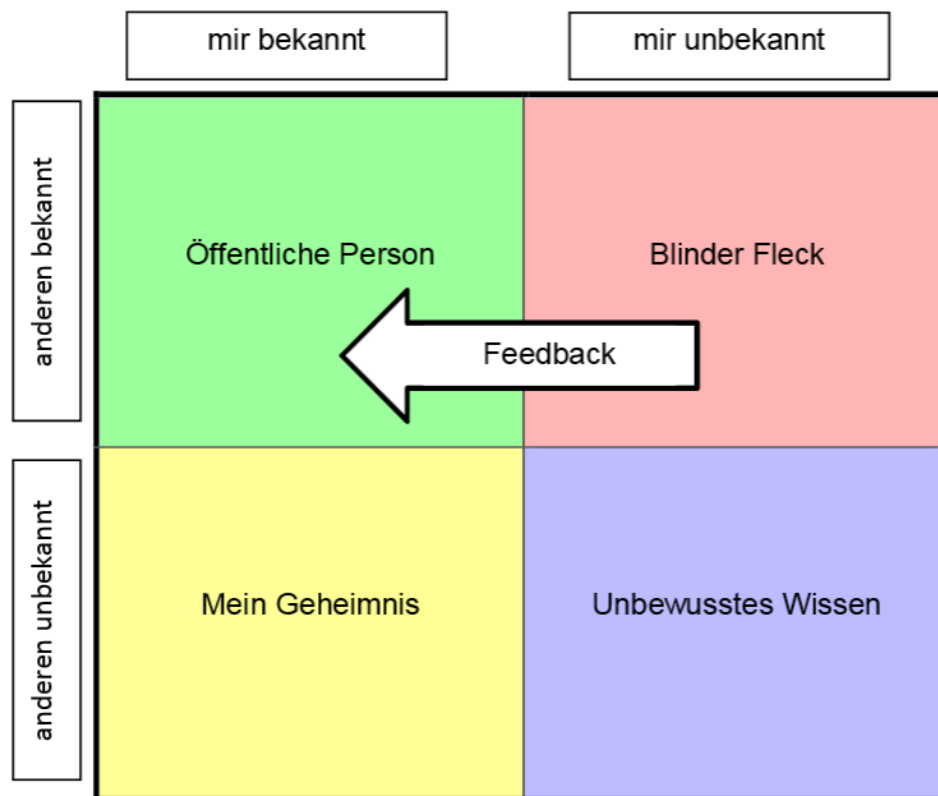 mir bekannt
mir unbekannt
anderen bekannt
Öffentliche Person
Blinder Fleck
Feedback
anderen unbekannt
Mein Geheimnis
Unbewusstes Wissen